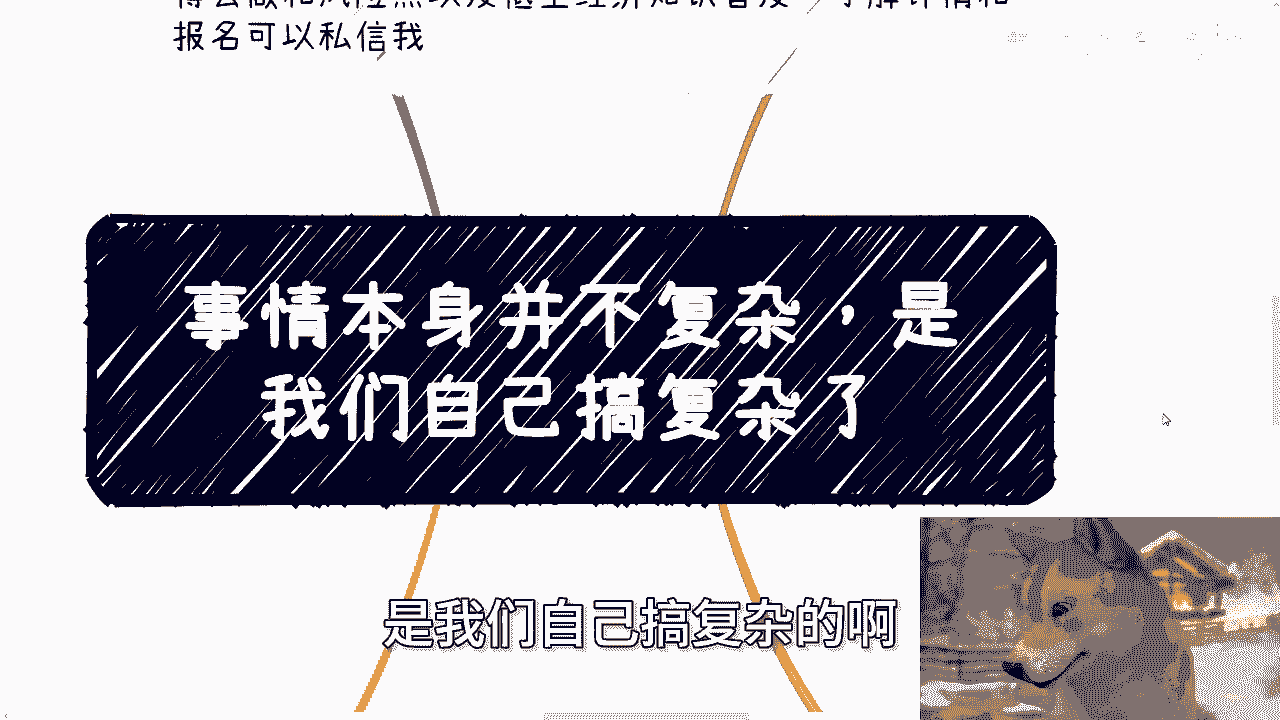 报名可以私信我
事情本身并不复杂，是
我们自己搞复杂了
是我们自己搞复杂的啊